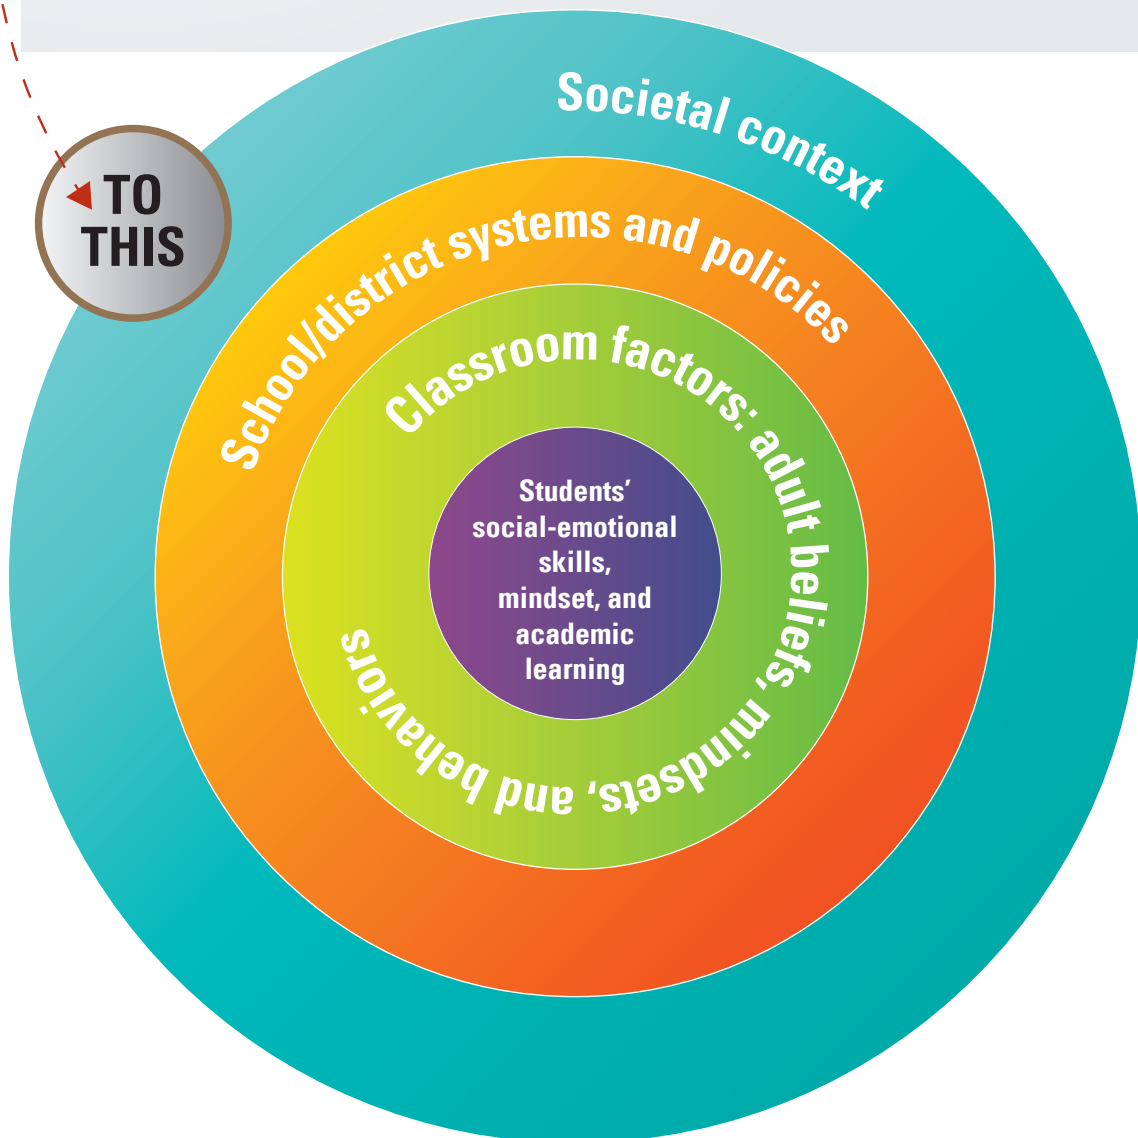 TO
THIS
Societal context
School/district systems and policies
Classroom factors: adult beliefs, mindsets, and behaviors
Students’
social-emotional
skills,
mindset, and
academic
learning